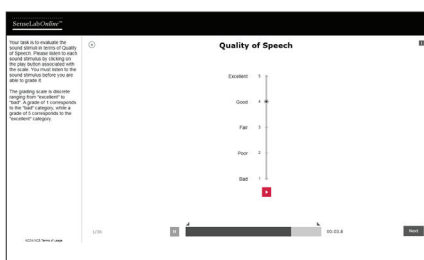 SenseLabOnline™
Your task is to evaluate the
sound stimuli in terms of Quality
of Speech. Please listen to each
sound stimulus by clicking on
the play button associated with
the scale. You must listen to the
sound stimulus before you are
able to grade it.
The grading scale is discrete
ranging from "excellent" to
"bad". A grade of 1 corresponds
to the "bad" category, while a
grade of 5 corresponds to the
"excellent" category.
Quality of Speech
Excellent 5
Good 4
Fair 3
Poor 2
Bad 1
00:03.8
Next
Terms of usage